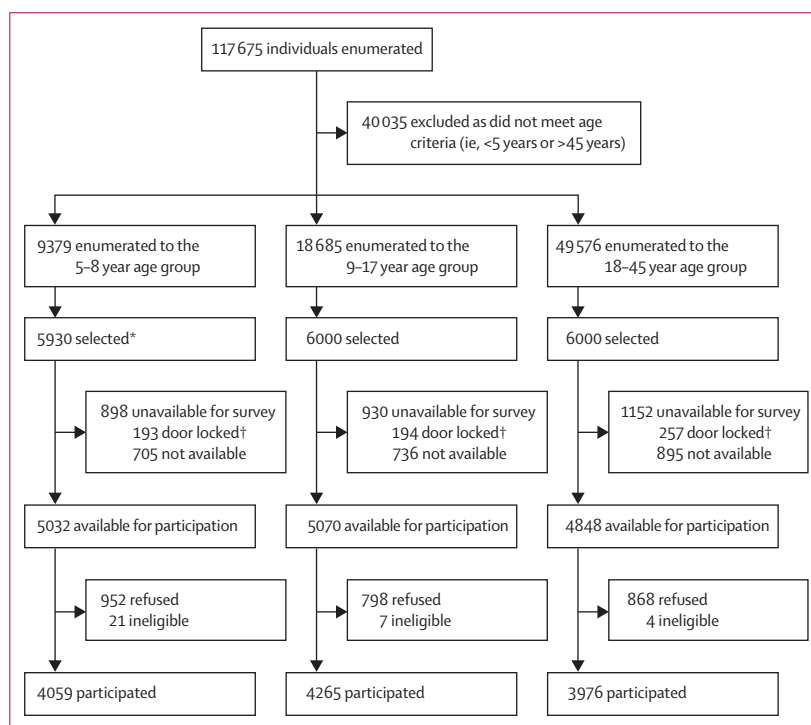 117 675 individuals enumerated
40 035 excluded as did not meet age
criteria (ie, <5 years or >45 years)
9379 enumerated to the
5–8 year age group
18 685 enumerated to the
9–17 year age group
49 576 enumerated to the
18–45 year age group
5930 selected*
6000 selected
6000 selected
898 unavailable for survey
193 door locked†
705 not available
930 unavailable for survey
194 door locked†
736 not available
1152 unavailable for survey
257 door locked†
895 not available
5032 available for participation
5070 available for participation
4848 available for participation
952 refused
21 ineligible
798 refused
7 ineligible
868 refused
4 ineligible
4059 participated
4265 participated
3976 participated